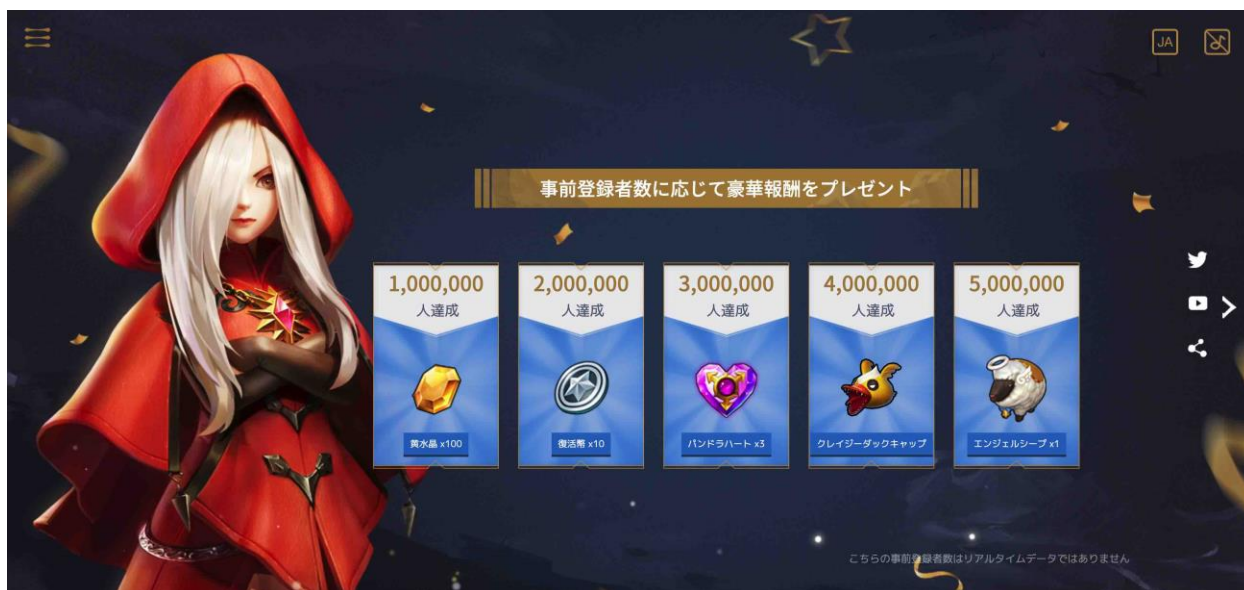 JA
事前登録者数に応じて豪華報酬をプレゼント
1,000,000
人達成
黄水晶 x100
2,000,000
人達成
復活幣 x10
3,000,000
人達成
パンドラハート x3
4,000,000
人達成
クレイジーダックキャップ
5,000,000
人達成
エンジェルシープ x1
こちらの事前登録者数はリアルタイムデータではありません